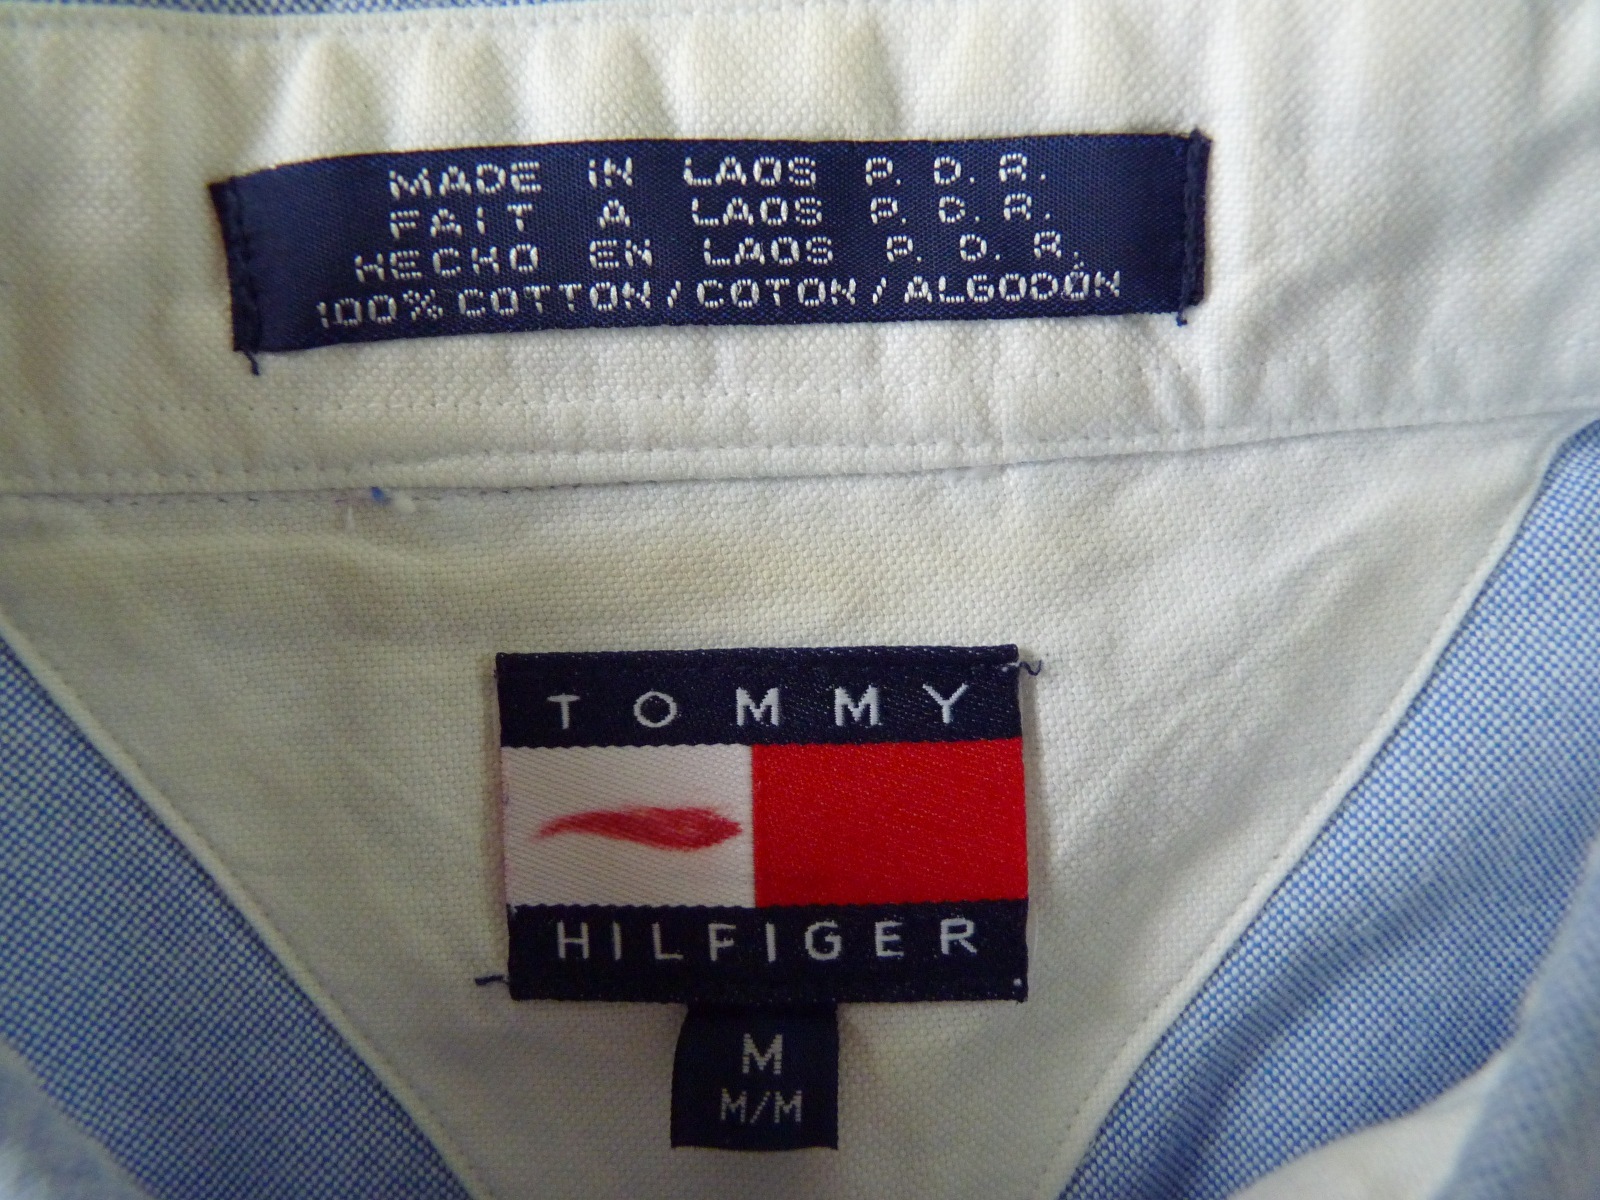 MADE IN LAOS P. D. R.
FAIT A LAOS P. D. R.
HECHO EN LAOS P. D. R.
100% COTTON / COTON / ALGODÓN
TOMMY
HILFIGER
M
M/M